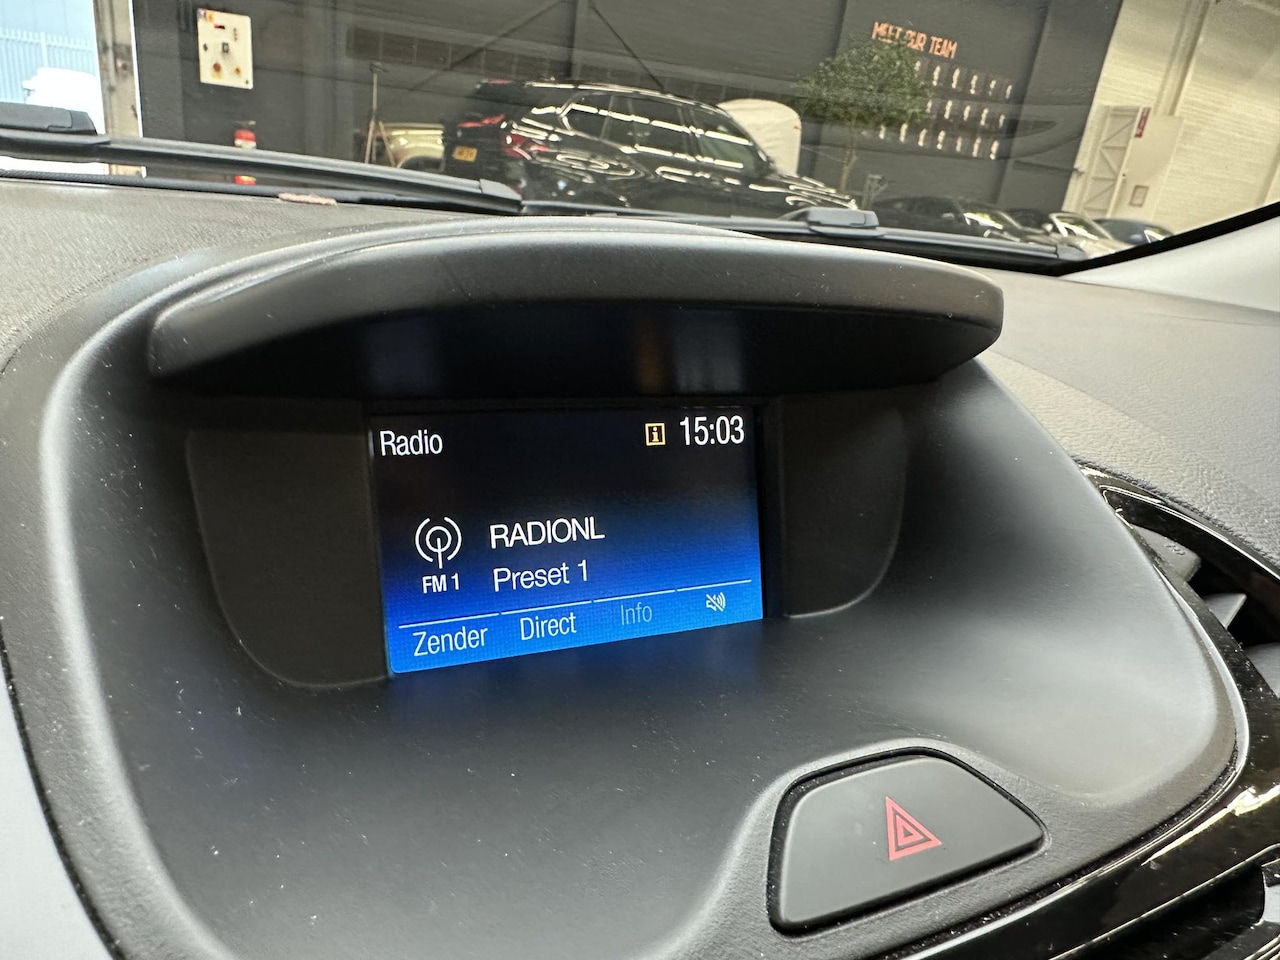 MEET OUR TEAM
Radio 15:03
RADIONL
FM 1 Preset 1
Zender Direct Info